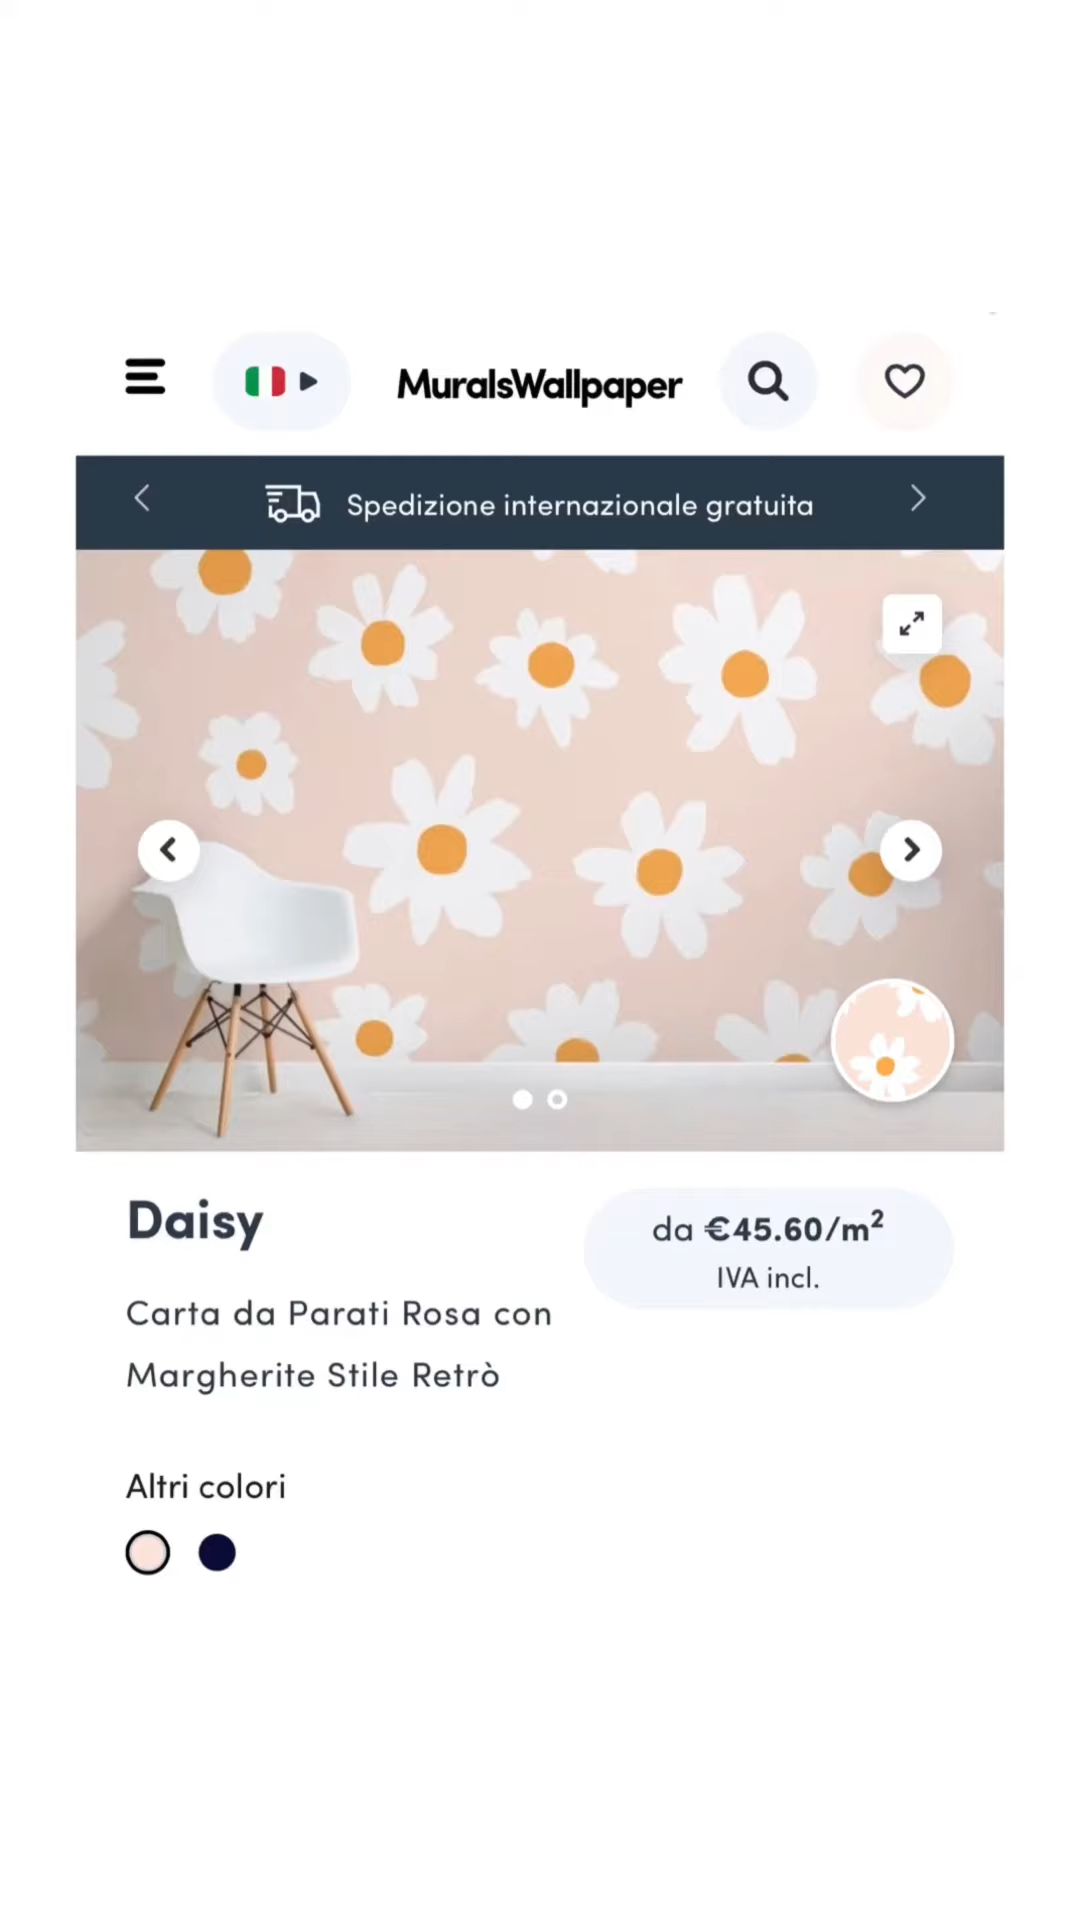 MuralsWallpaper
Spedizione internazionale gratuita
Daisy
da €45.60/m²
IVA incl.
Carta da Parati Rosa con
Margherite Stile Retrò
Altri colori